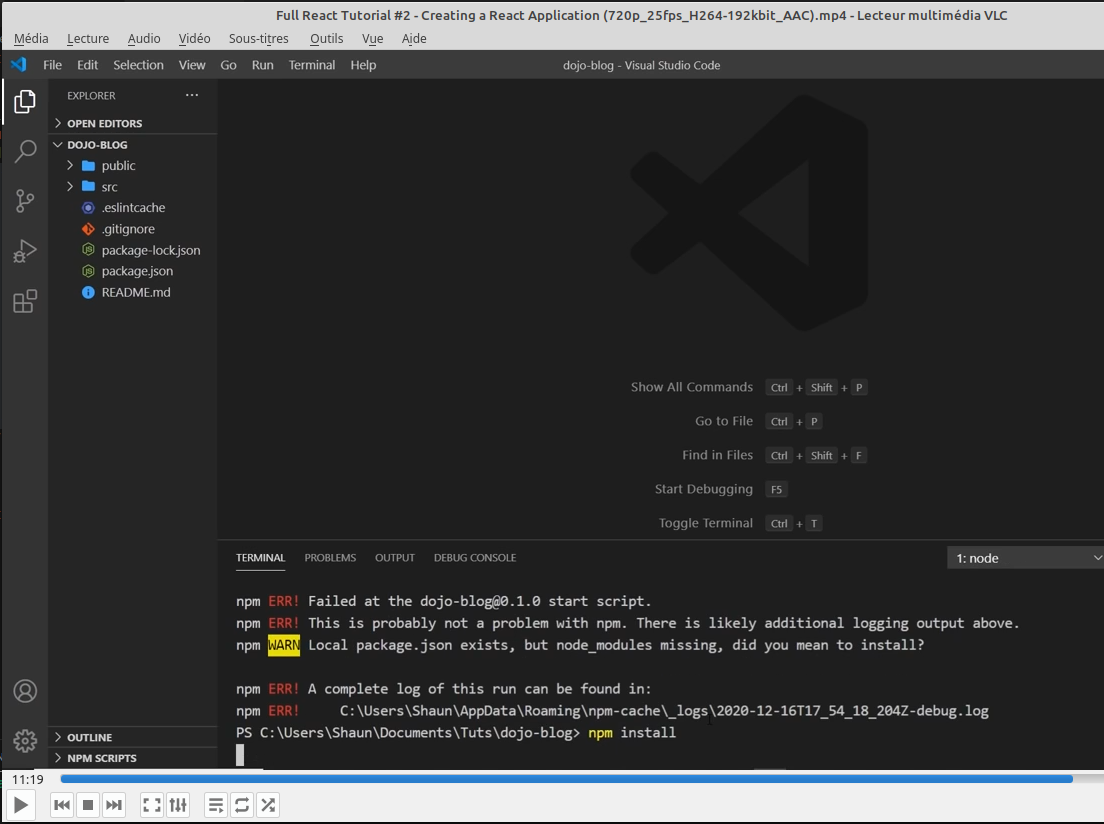 Full React Tutorial #2 - Creating a React Application (720p_25fps_H264-192kbit_AAC).mp4 - Lecteur multimédia VLC
Média Lecture Audio Vidéo Sous-titres Outils Vue Aide
File Edit Selection View Go Run Terminal Help dojo-blog - Visual Studio Code
EXPLORER ...
OPEN EDITORS
DOJO-BLOG
public
src
.eslintcache
.gitignore
package-lock.json
package.json
README.md
Show All Commands Ctrl + Shift + P
Go to File Ctrl + P
Find in Files Ctrl + Shift + F
Start Debugging F5
Toggle Terminal Ctrl + T
TERMINAL PROBLEMS OUTPUT DEBUG CONSOLE 1: node
npm ERR! Failed at the dojo-blog@0.1.0 start script.
npm ERR! This is probably not a problem with npm. There is likely additional logging output above.
npm WARN Local package.json exists, but node_modules missing, did you mean to install?
npm ERR! A complete log of this run can be found in:
npm ERR!     C:\Users\Shaun\AppData\Roaming\npm-cache\_logs\2020-12-16T17_54_18_204Z-debug.log
PS C:\Users\Shaun\Documents\Tuts\dojo-blog> npm install
OUTLINE
NPM SCRIPTS
11:19